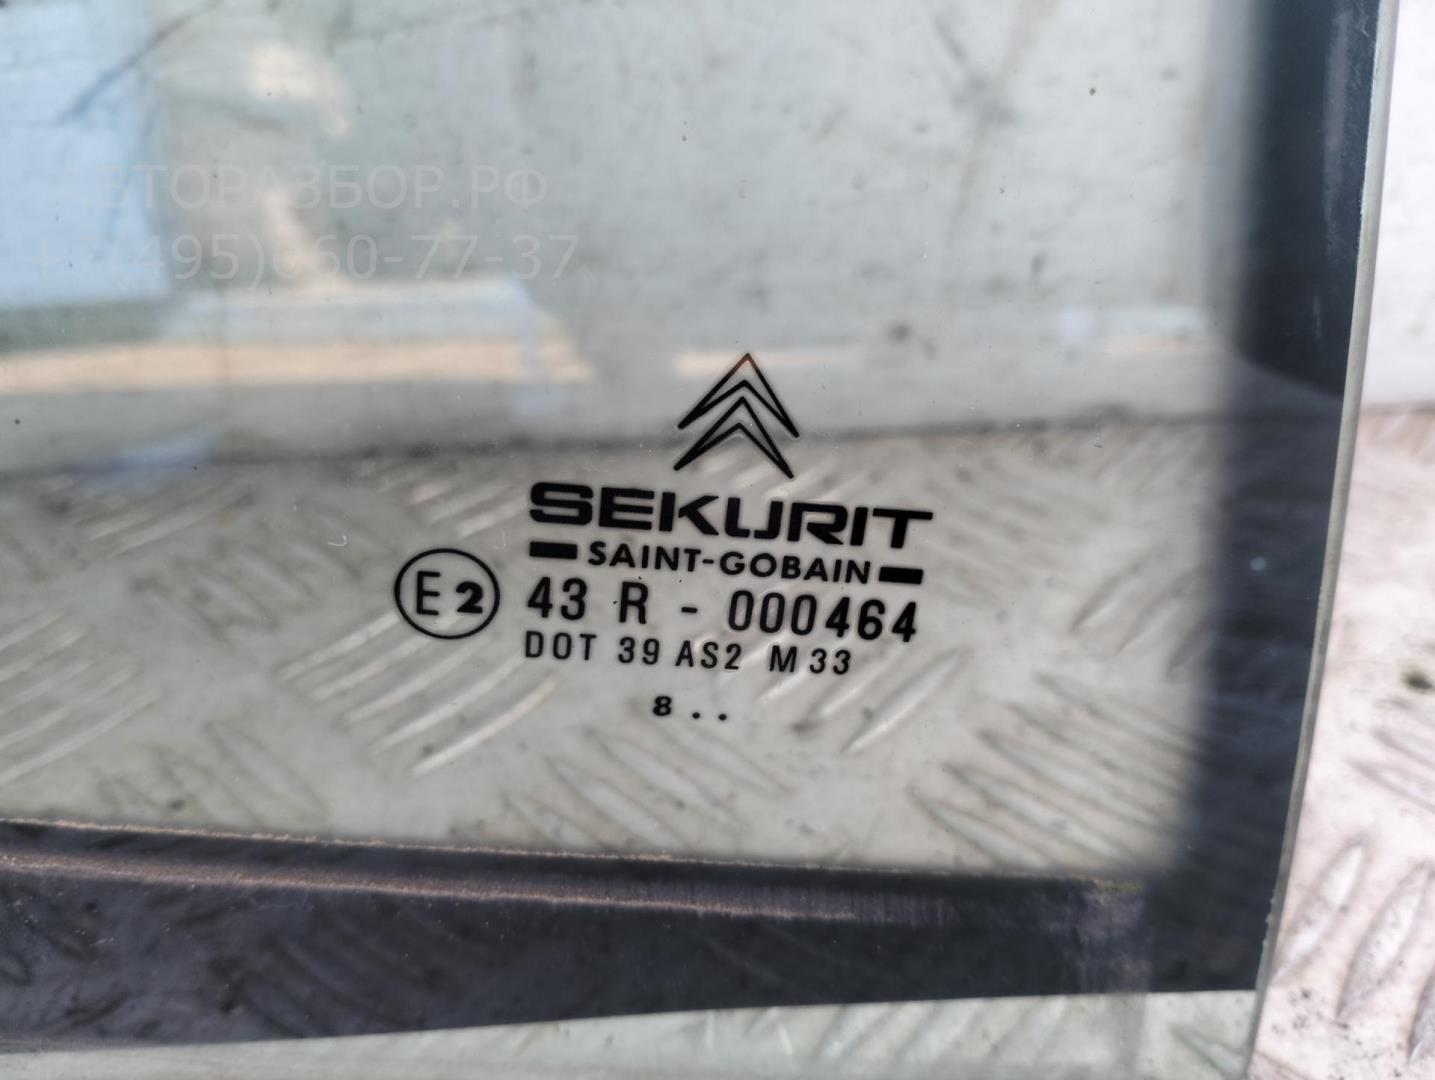 АВТОРАЗБОР.РФ
+7(495)660-77-37
SEKURIT
SAINT-GOBAIN
E2 43 R - 000464
DOT 39 AS2 M33
8 . .